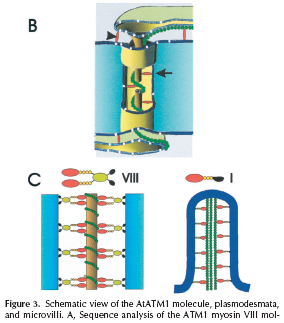 B
C
VIII
I
Figure 3. Schematic view of the AtATM1 molecule, plasmodesmata,
and microvilli. A, Sequence analysis of the ATM1 myosin VIII mol-